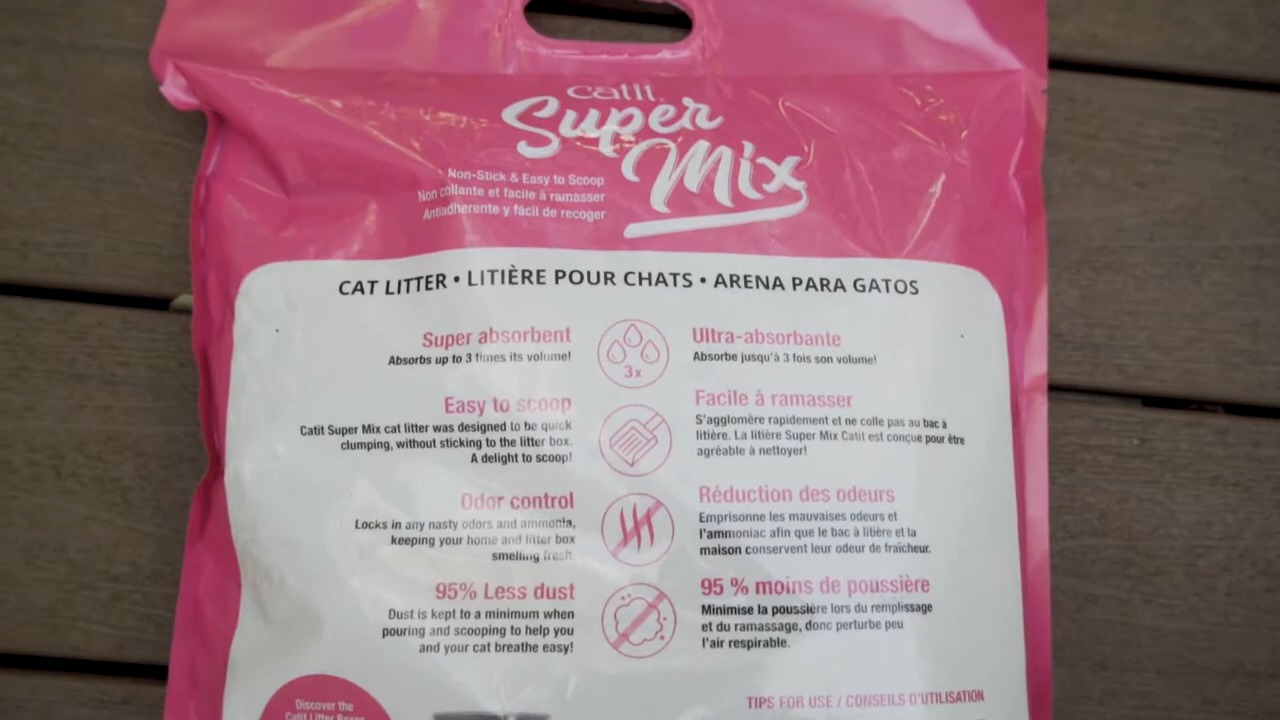 catit
Super
Mix
Non-Stick & Easy to Scoop
Non collante et facile à ramasser
Antiadherente y fácil de recoger
CAT LITTER • LITIÈRE POUR CHATS • ARENA PARA GATOS
Super absorbent
Absorbs up to 3 times its volume!
3x
Ultra-absorbante
Absorbe jusqu'à 3 fois son volume!
Easy to scoop
Catit Super Mix cat litter was designed to be quick
clumping, without sticking to the litter box.
A delight to scoop!
Facile à ramasser
S'agglomère rapidement et ne colle pas au bac à
litière. La litière Super Mix Catit est conçue pour être
agréable à nettoyer!
Odor control
Locks in any nasty odors and ammonia,
keeping your home and litter box
smelling fresh.
Réduction des odeurs
Emprisonne les mauvaises odeurs et
l'ammoniac afin que le bac à litière et la
maison conservent leur odeur de fraîcheur.
95% Less dust
Dust is kept to a minimum when
pouring and scooping to help you
and your cat breathe easy!
95 % moins de poussière
Minimise la poussière lors du remplissage
et du ramassage, donc perturbe peu
l'air respirable.
Discover the
Catit Litter Boxes
TIPS FOR USE / CONSEILS D'UTILISATION